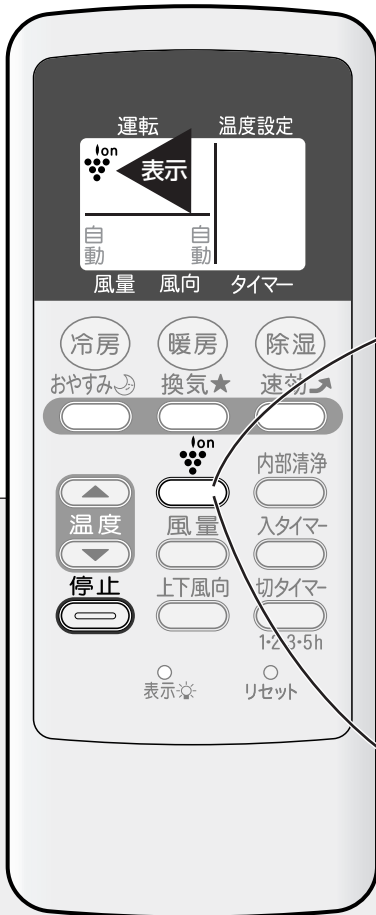 運転 温度設定
ion
表示
自動 自動
風量 風向 タイマー
冷房 暖房 除湿
おやすみ 換気★ 速効
ion 内部清浄
温度 風量 入タイマー
停止 上下風向 切タイマー
1・2・3・5h
表示 リセット